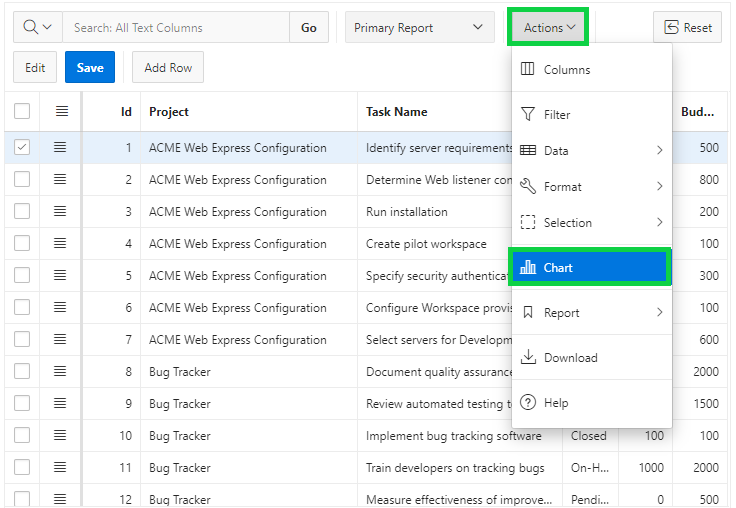 Search: All Text Columns Go Primary Report Actions Reset
Edit Save Add Row
Columns
Id Project Task Name Bud...
Filter
1 ACME Web Express Configuration Identify server requirements 500
Data
2 ACME Web Express Configuration Determine Web listener con 800
Format
3 ACME Web Express Configuration Run installation 200
Selection
4 ACME Web Express Configuration Create pilot workspace 100
Chart
5 ACME Web Express Configuration Specify security authenticat 300
6 ACME Web Express Configuration Configure Workspace provis 100
Report
7 ACME Web Express Configuration Select servers for Developm 600
Download
8 Bug Tracker Document quality assurance 2000
Help
9 Bug Tracker Review automated testing to 1500
10 Bug Tracker Implement bug tracking software Closed 100 100
11 Bug Tracker Train developers on tracking bugs On-H... 1000 2000
12 Bug Tracker Measure effectiveness of improve... Pendi... 0 500